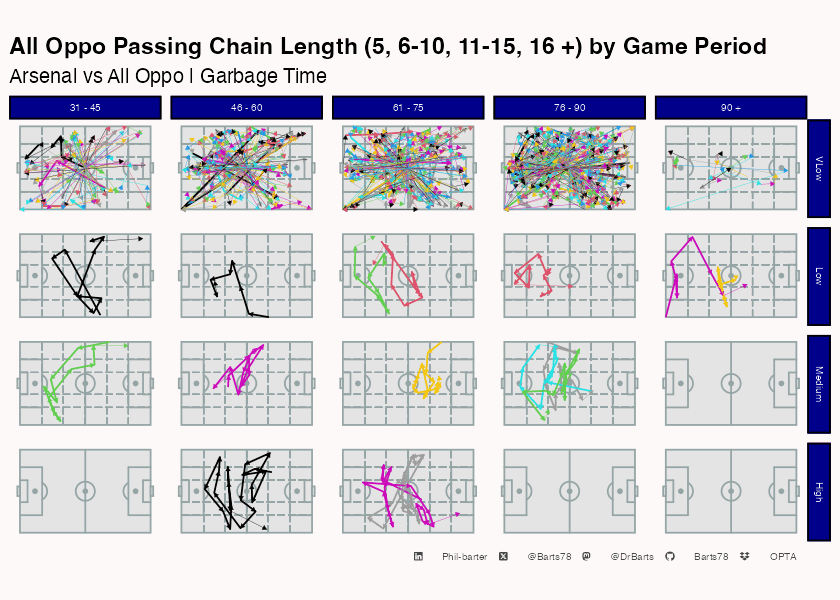 All Oppo Passing Chain Length (5, 6-10, 11-15, 16 +) by Game Period
Arsenal vs All Oppo l Garbage Time
31 - 45
46 - 60
61 - 75
76 - 90
90 +
VLow
Low
Medium
High
Phil-barter @Barts78 @DrBarts Barts78 OPTA